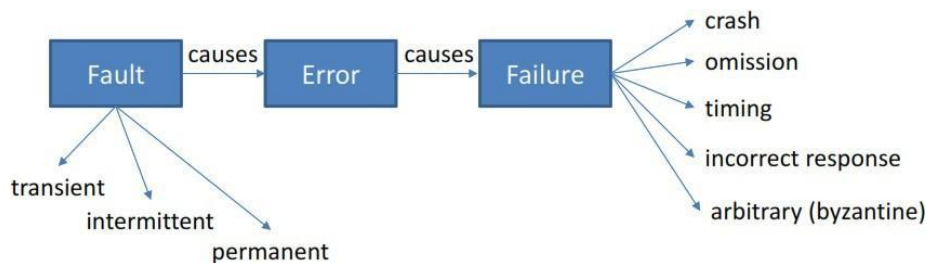 crash
causes
causes
Fault
Error
Failure
omission
timing
incorrect response
transient
arbitrary (byzantine)
intermittent
permanent